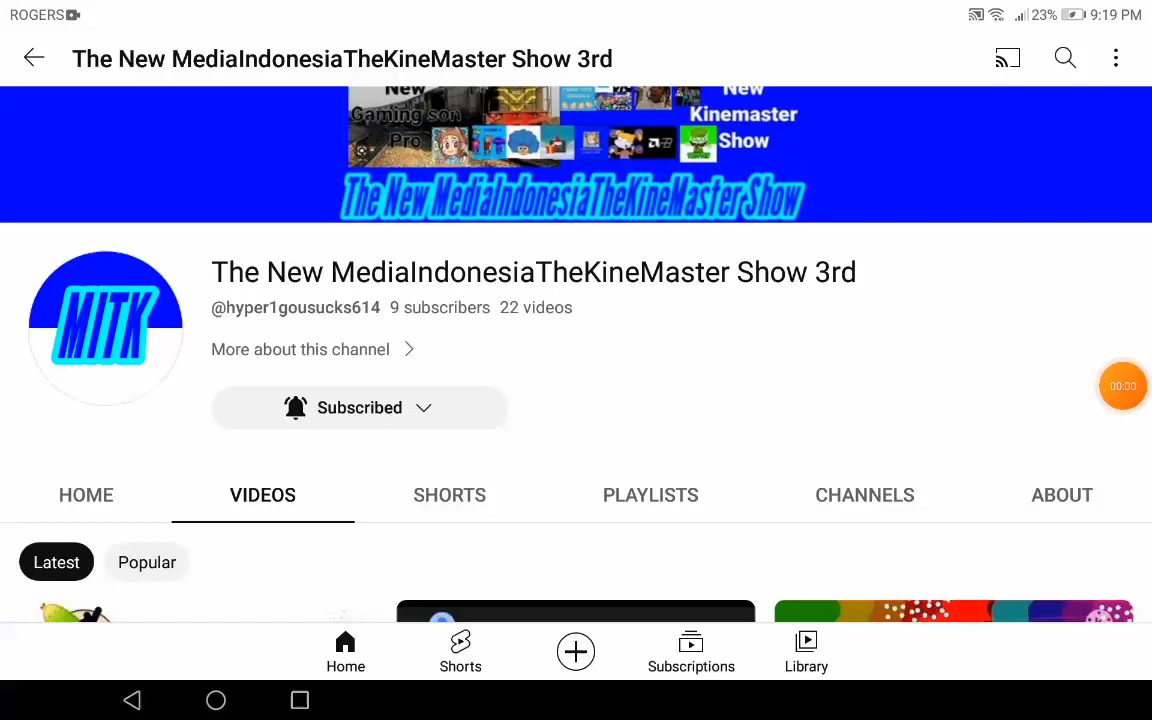 ROGERS
23%
9:19 PM
The New MediaIndonesiaTheKineMaster Show 3rd
New
Gaming son
Pro
New
Kinemaster
Show
The New MediaIndonesiaTheKineMaster Show
MITK
The New MediaIndonesiaTheKineMaster Show 3rd
@hyper1gousucks614 9 subscribers 22 videos
More about this channel
Subscribed
00:00
HOME
VIDEOS
SHORTS
PLAYLISTS
CHANNELS
ABOUT
Latest
Popular
Home
Shorts
Subscriptions
Library